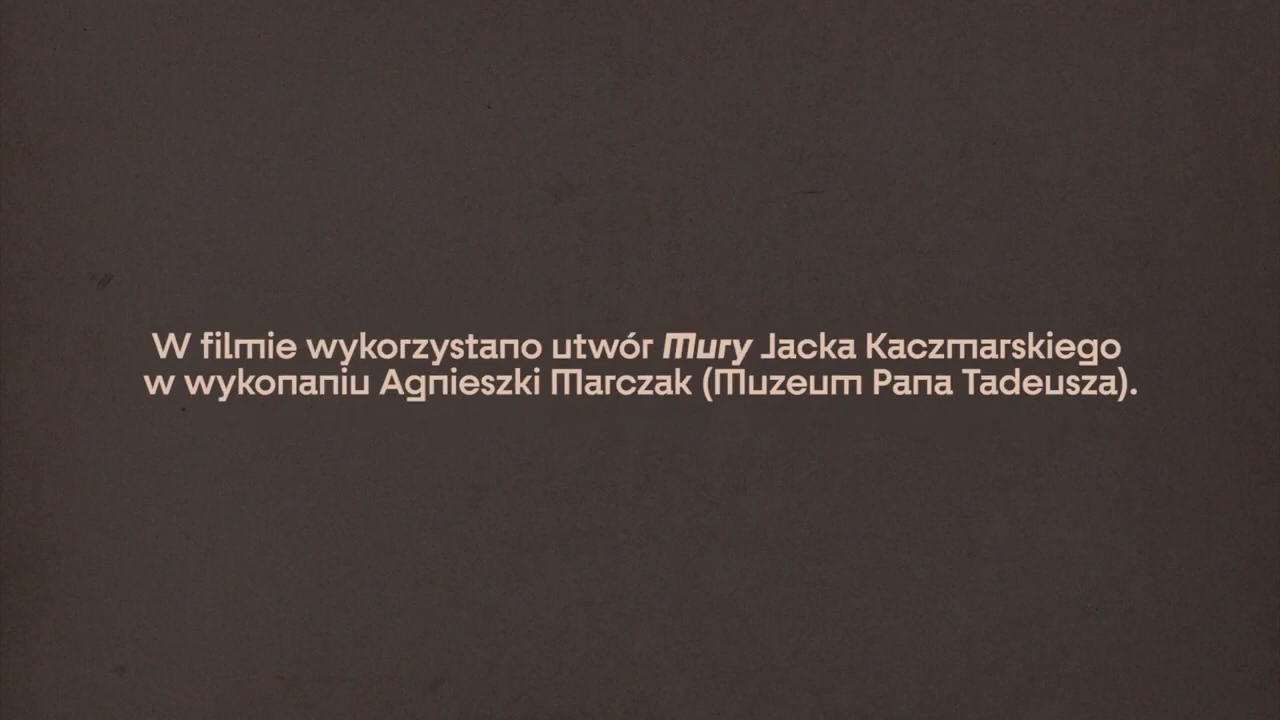 W filmie wykorzystano utwór Mury Jacka Kaczmarskiego
w wykonaniu Agnieszki Marczak (Muzeum Pana Tadeusza).